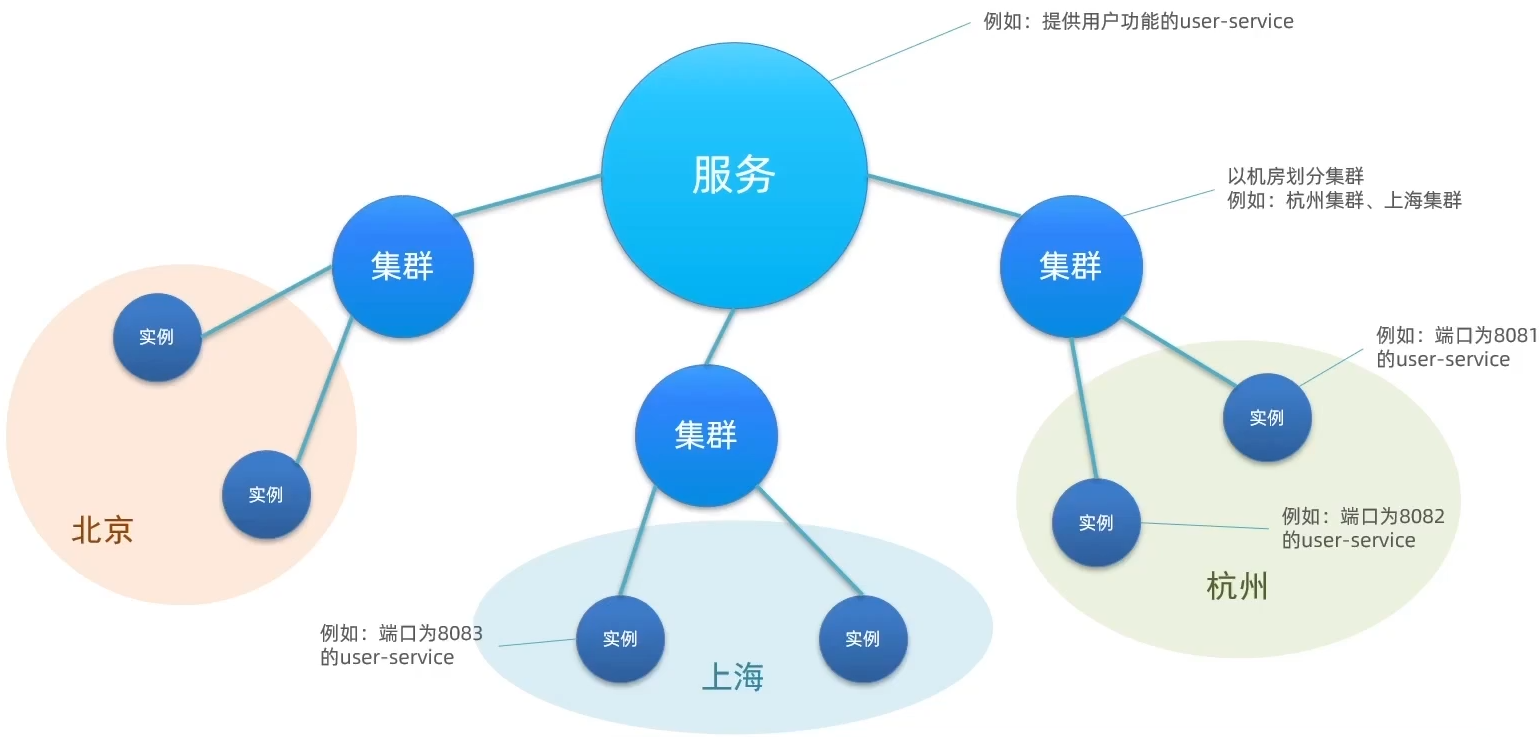 例如：提供用户功能的user-service
服务
以机房划分集群
例如：杭州集群、上海集群
集群
集群
实例
例如：端口为8081
的user-service
实例
集群
实例
实例
例如：端口为8082
的user-service
北京
实例
杭州
例如：端口为8083
的user-service
实例
实例
上海